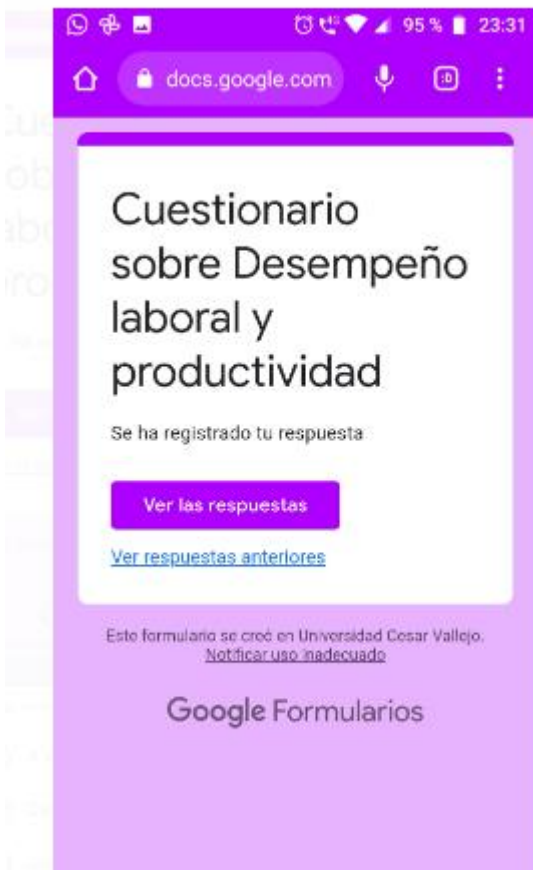 95 % 23:31
docs.google.com
Cuestionario
sobre Desempeño
laboral y
productividad
Se ha registrado tu respuesta
Ver las respuestas
Ver respuestas anteriores
Este formulario se creó en Universidad Cesar Vallejo.
Notificar uso inadecuado
Google Formularios